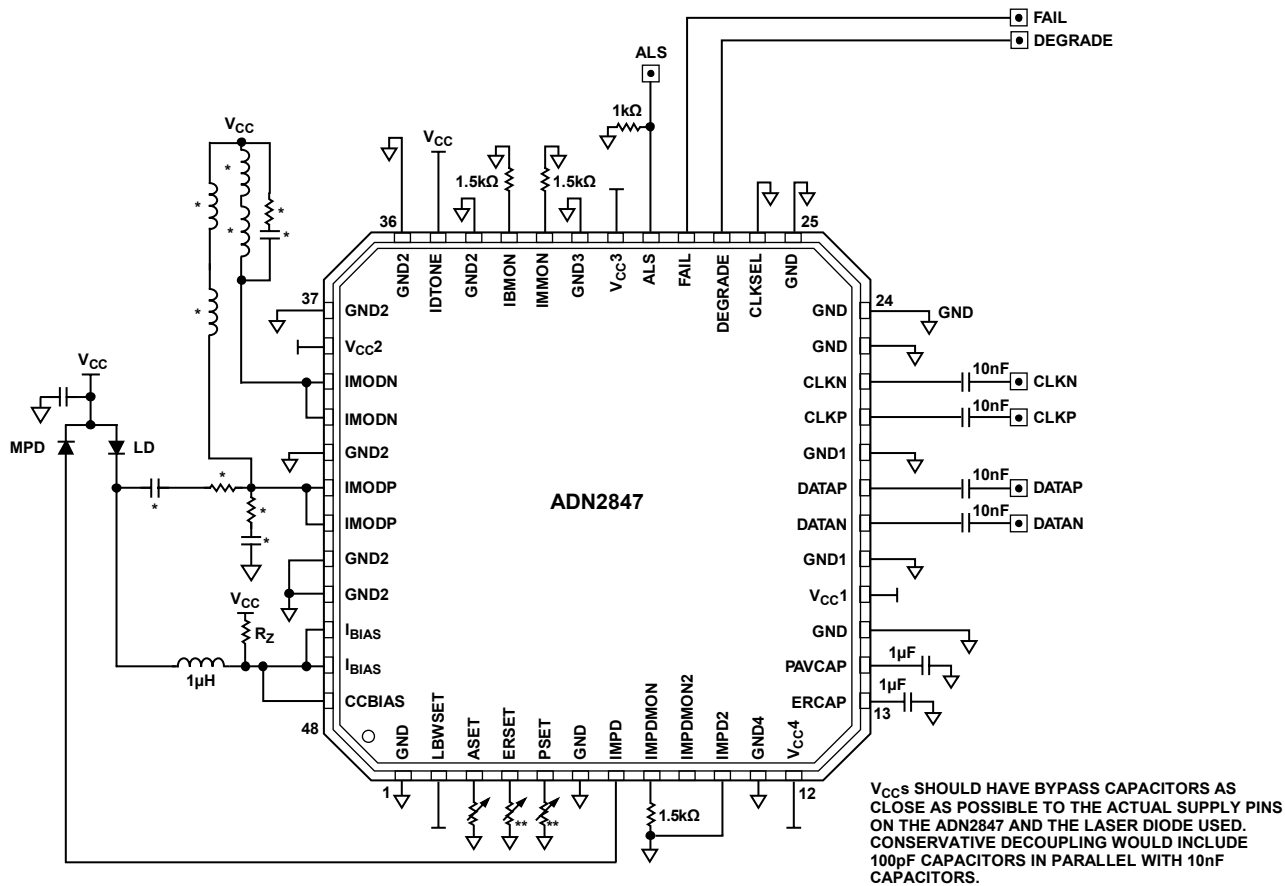 FAIL
DEGRADE
ALS
1kΩ
VCC
VCC
1.5kΩ
1.5kΩ
*
*
*
*
*
*
36
25
GND2
IDTONE
GND2
IBMON
IMMON
GND3
VCC3
ALS
FAIL
DEGRADE
CLKSEL
GND
37
24
GND2
VCC2
IMODN
IMODN
GND2
IMODP
IMODP
GND2
GND2
IBIAS
IBIAS
CCBIAS
48
VCC
MPD
LD
*
*
*
*
VCC
RZ
1µH
ADN2847
GND
GND
GND
CLKN
10nF
CLKN
CLKP
10nF
CLKP
GND1
DATAP
10nF
DATAP
DATAN
10nF
DATAN
GND1
VCC1
GND
PAVCAP
1µF
ERCAP
1µF
13
GND
LBWSET
ASET
ERSET
PSET
GND
IMPD
IMPDMON
IMPDMON2
IMPD2
GND4
VCC4
1
12
**
**
1.5kΩ
VCCs SHOULD HAVE BYPASS CAPACITORS AS
CLOSE AS POSSIBLE TO THE ACTUAL SUPPLY PINS
ON THE ADN2847 AND THE LASER DIODE USED.
CONSERVATIVE DECOUPLING WOULD INCLUDE
100pF CAPACITORS IN PARALLEL WITH 10nF
CAPACITORS.